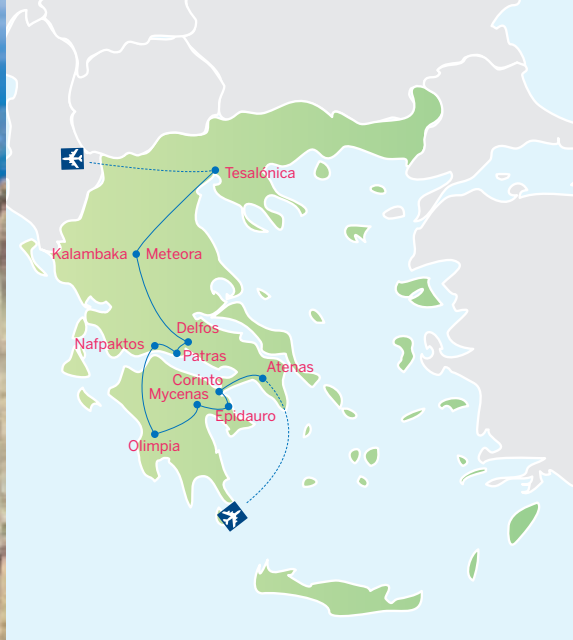 Tesalónica
Kalambaka
Meteora
Delfos
Nafpaktos
Patras
Atenas
Corinto
Mycenas
Epidauro
Olimpia